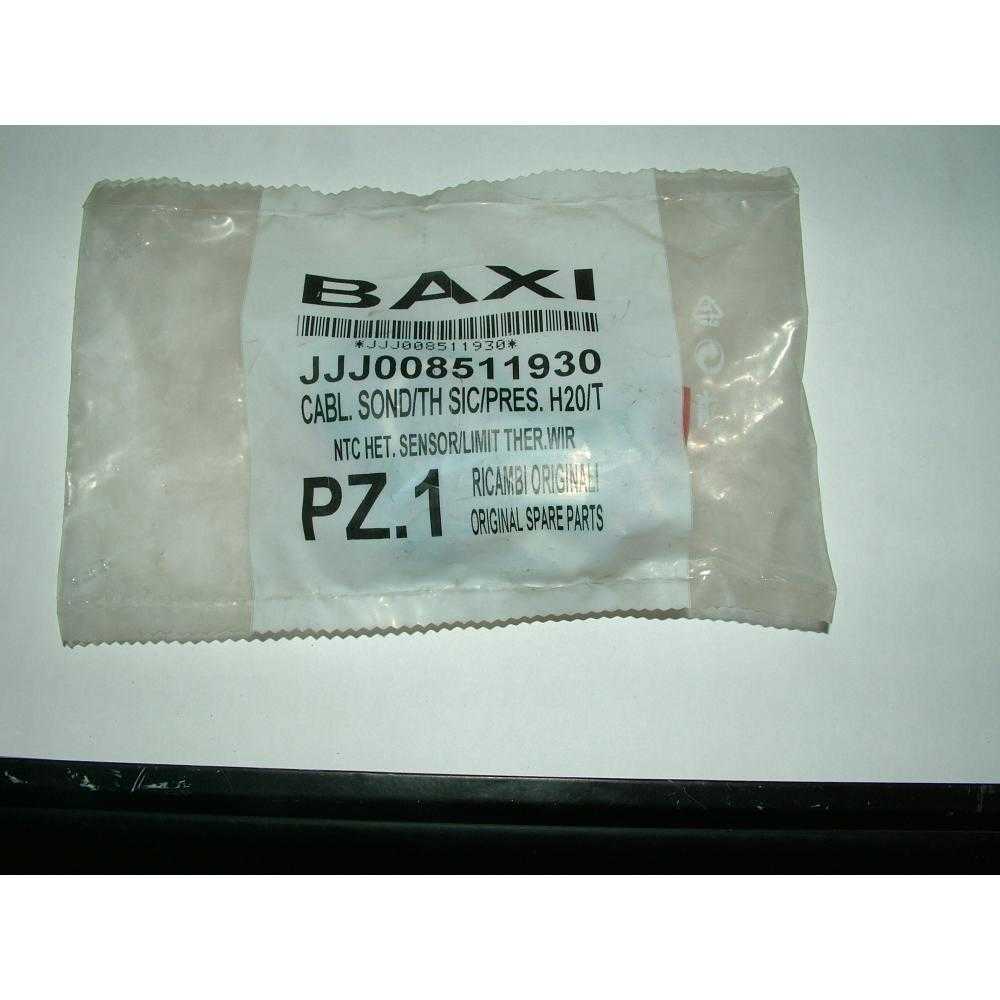 BAXI
*JJJ008511930*
JJJ008511930
CABL. SOND/TH SIC/PRES. H20/T
NTC HET. SENSOR/LIMIT THER.WIR
PZ.1
RICAMBI ORIGINALI
ORIGINAL SPARE PARTS